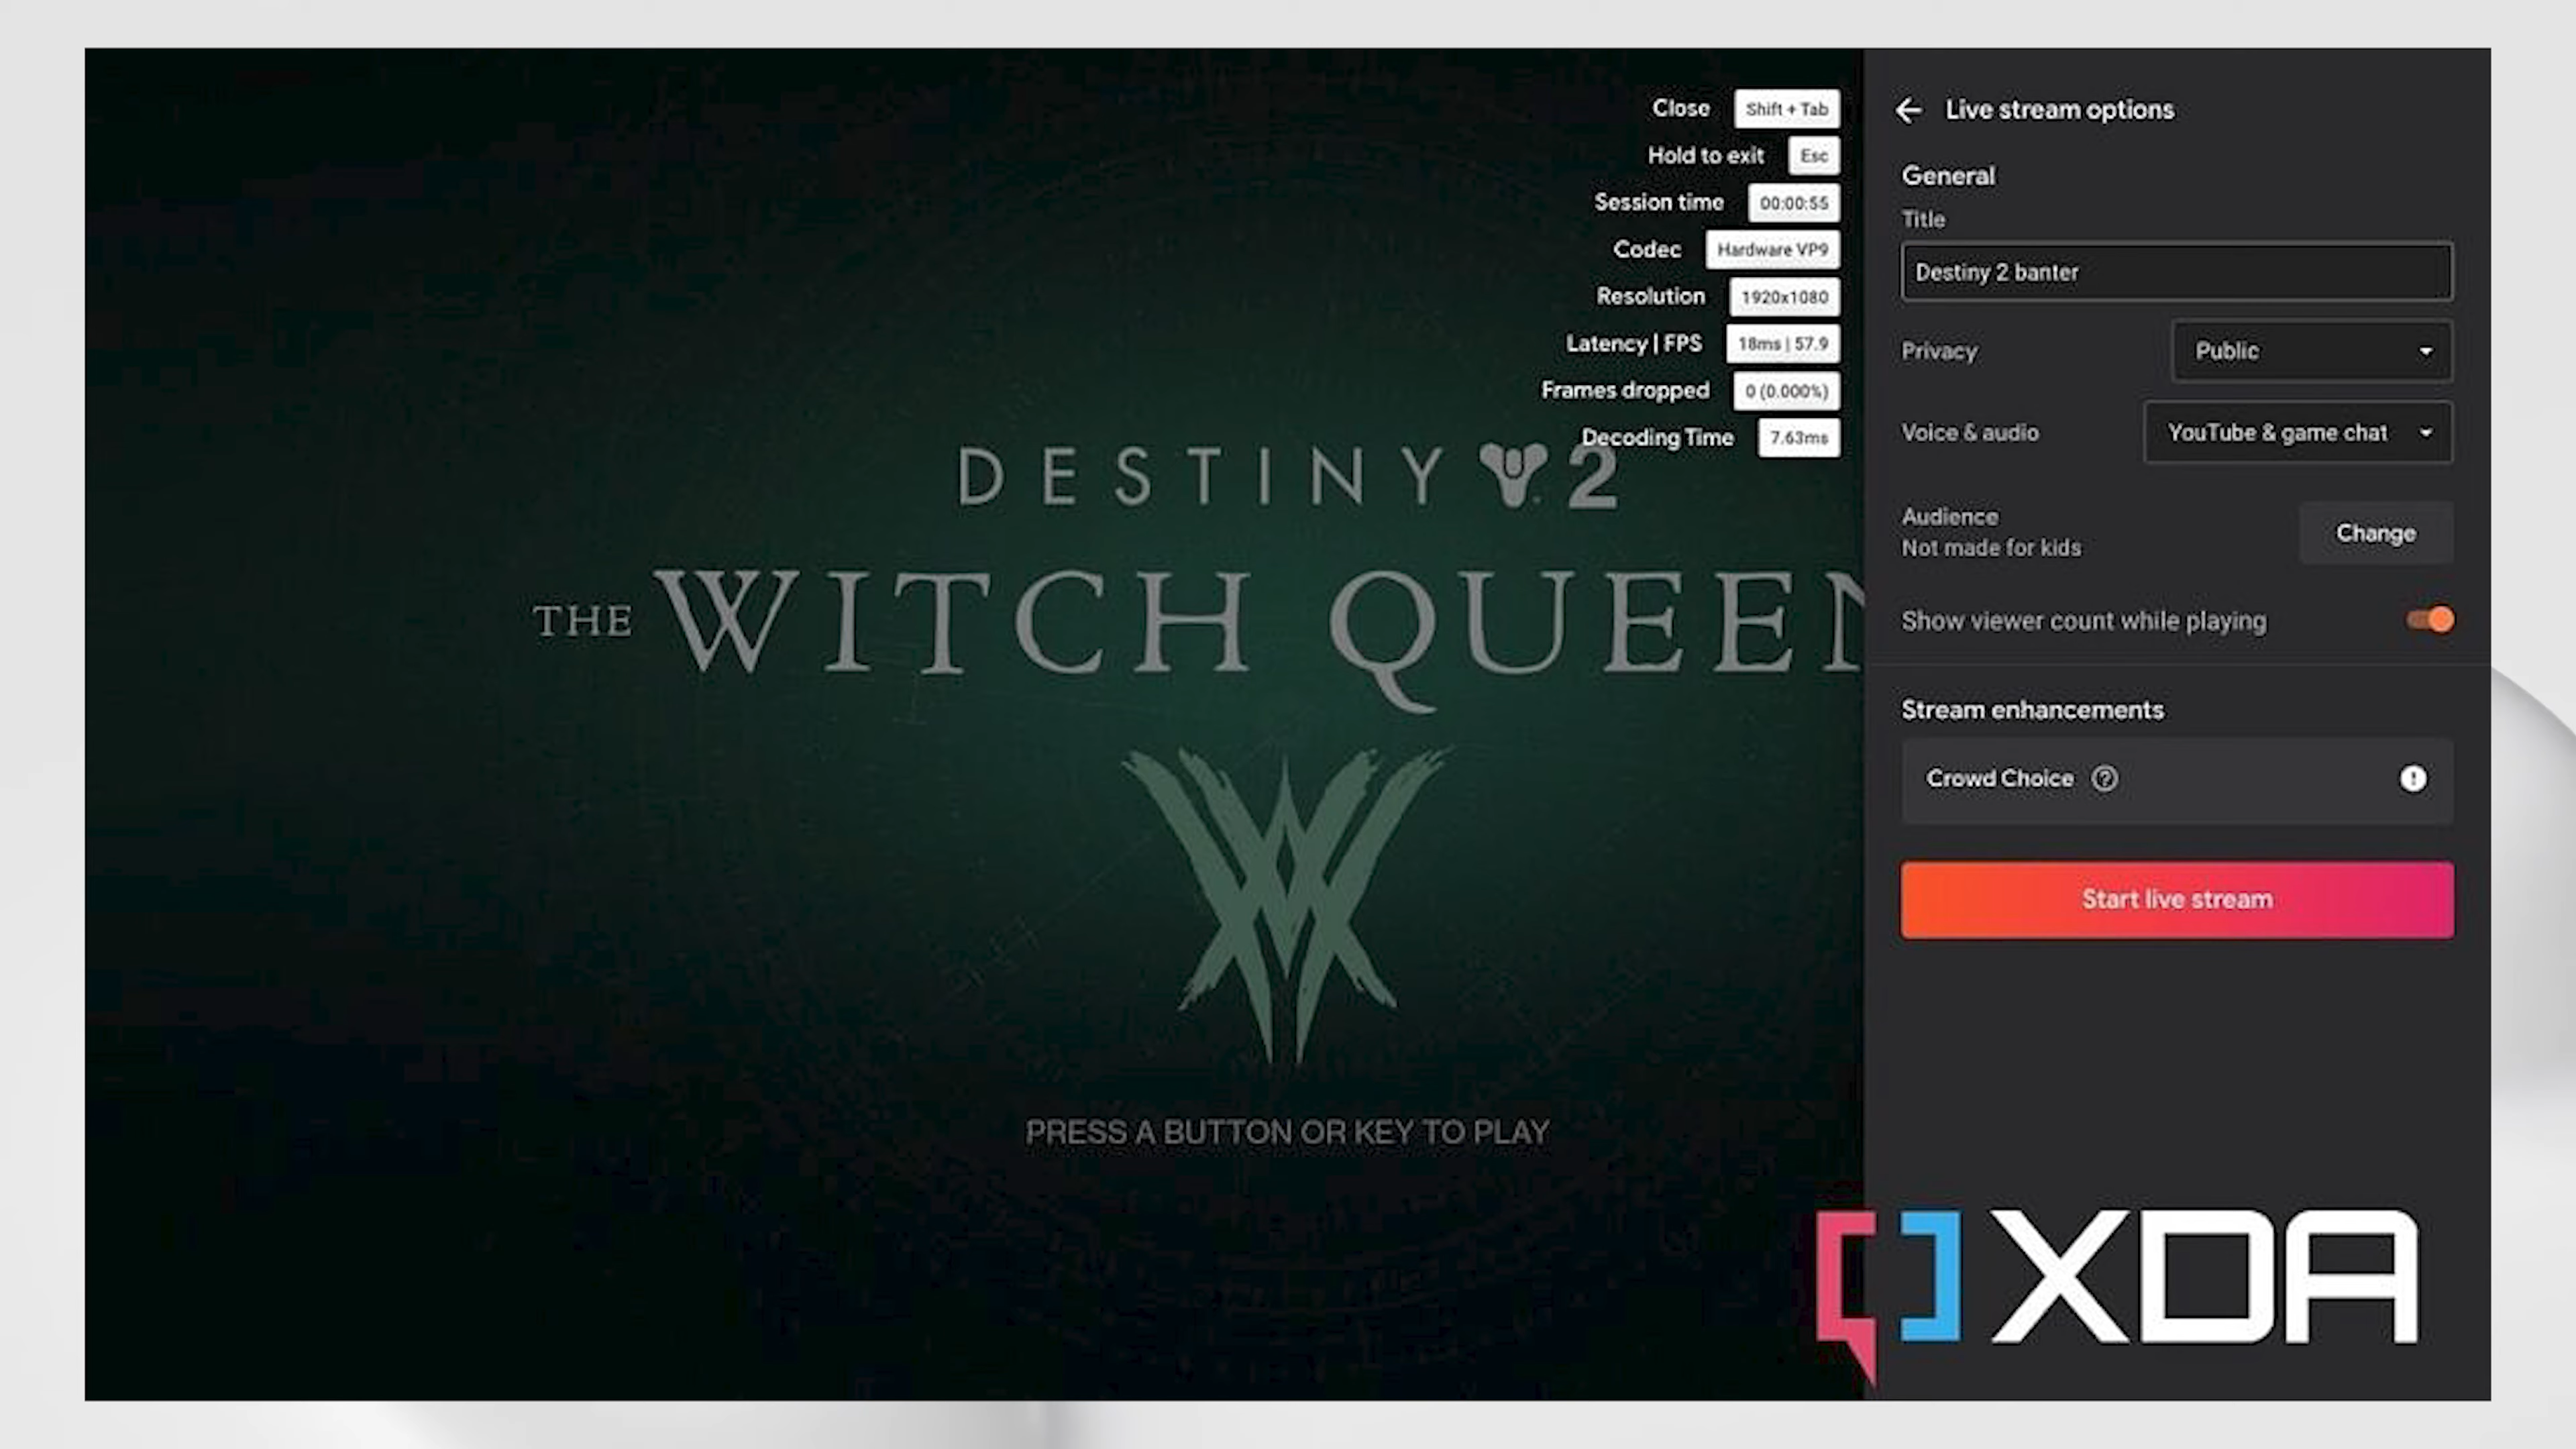 Close Shift + Tab
Hold to exit Esc
Session time 00:00:55
Codec Hardware VP9
Resolution 1920x1080
Latency | FPS 18ms | 57.9
Frames dropped 0 (0.000%)
Decoding Time 7.63ms
DESTINY 2
THE WITCH QUEEN
PRESS A BUTTON OR KEY TO PLAY
Live stream options
General
Title
Destiny 2 banter
Privacy Public
Voice & audio YouTube & game chat
Audience
Not made for kids
Change
Show viewer count while playing
Stream enhancements
Crowd Choice
Start live stream
XDA